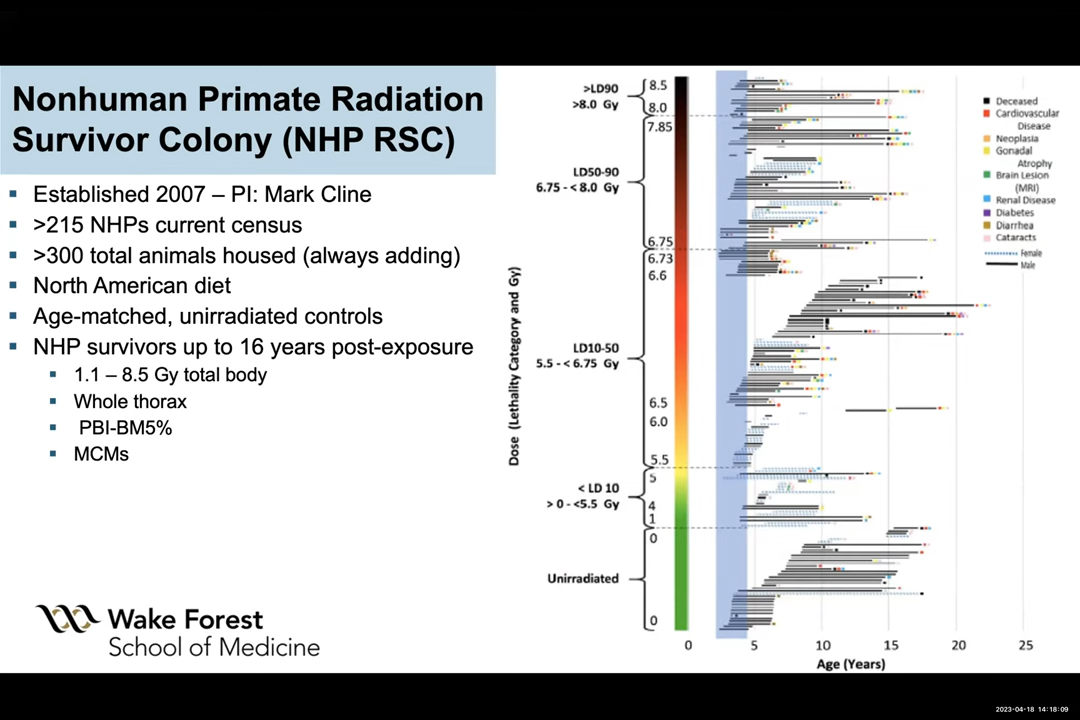 Nonhuman Primate Radiation
Survivor Colony (NHP RSC)
Established 2007 – PI: Mark Cline
>215 NHPs current census
>300 total animals housed (always adding)
North American diet
Age-matched, unirradiated controls
NHP survivors up to 16 years post-exposure
1.1 – 8.5 Gy total body
Whole thorax
PBI-BM5%
MCMs
Wake Forest
School of Medicine
Dose (Lethality Category and Gy)
>LD90
>8.0 Gy
LD50-90
6.75 - < 8.0 Gy
LD10-50
5.5 - < 6.75 Gy
< LD 10
> 0 - <5.5 Gy
Unirradiated
8.5
8.0
7.85
6.75
6.73
6.6
6.5
6.0
5.5
5
4
1
0
0
0 5 10 15 20 25
Age (Years)
Deceased
Cardiovascular
Disease
Neoplasia
Gonadal
Atrophy
Brain Lesion
(MRI)
Renal Disease
Diabetes
Diarrhea
Cataracts
Female
Male
2023-04-18 14:18:09